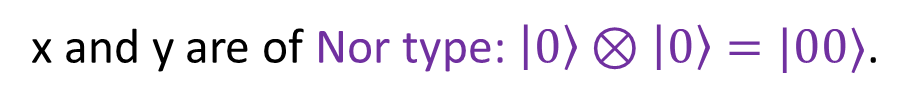 x and y are of Nor type: |0⟩ ⊗ |0⟩ = |00⟩.